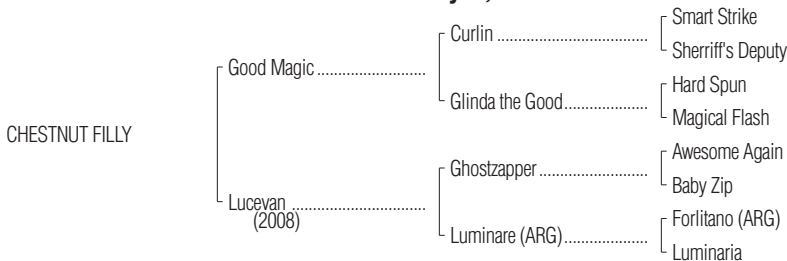 Smart Strike
Curlin
Sherriff's Deputy
Good Magic
Hard Spun
Glinda the Good
Magical Flash
CHESTNUT FILLY
Awesome Again
Ghostzapper
Baby Zip
Lucevan
(2008)
Forlitano (ARG)
Luminare (ARG)
Luminaria